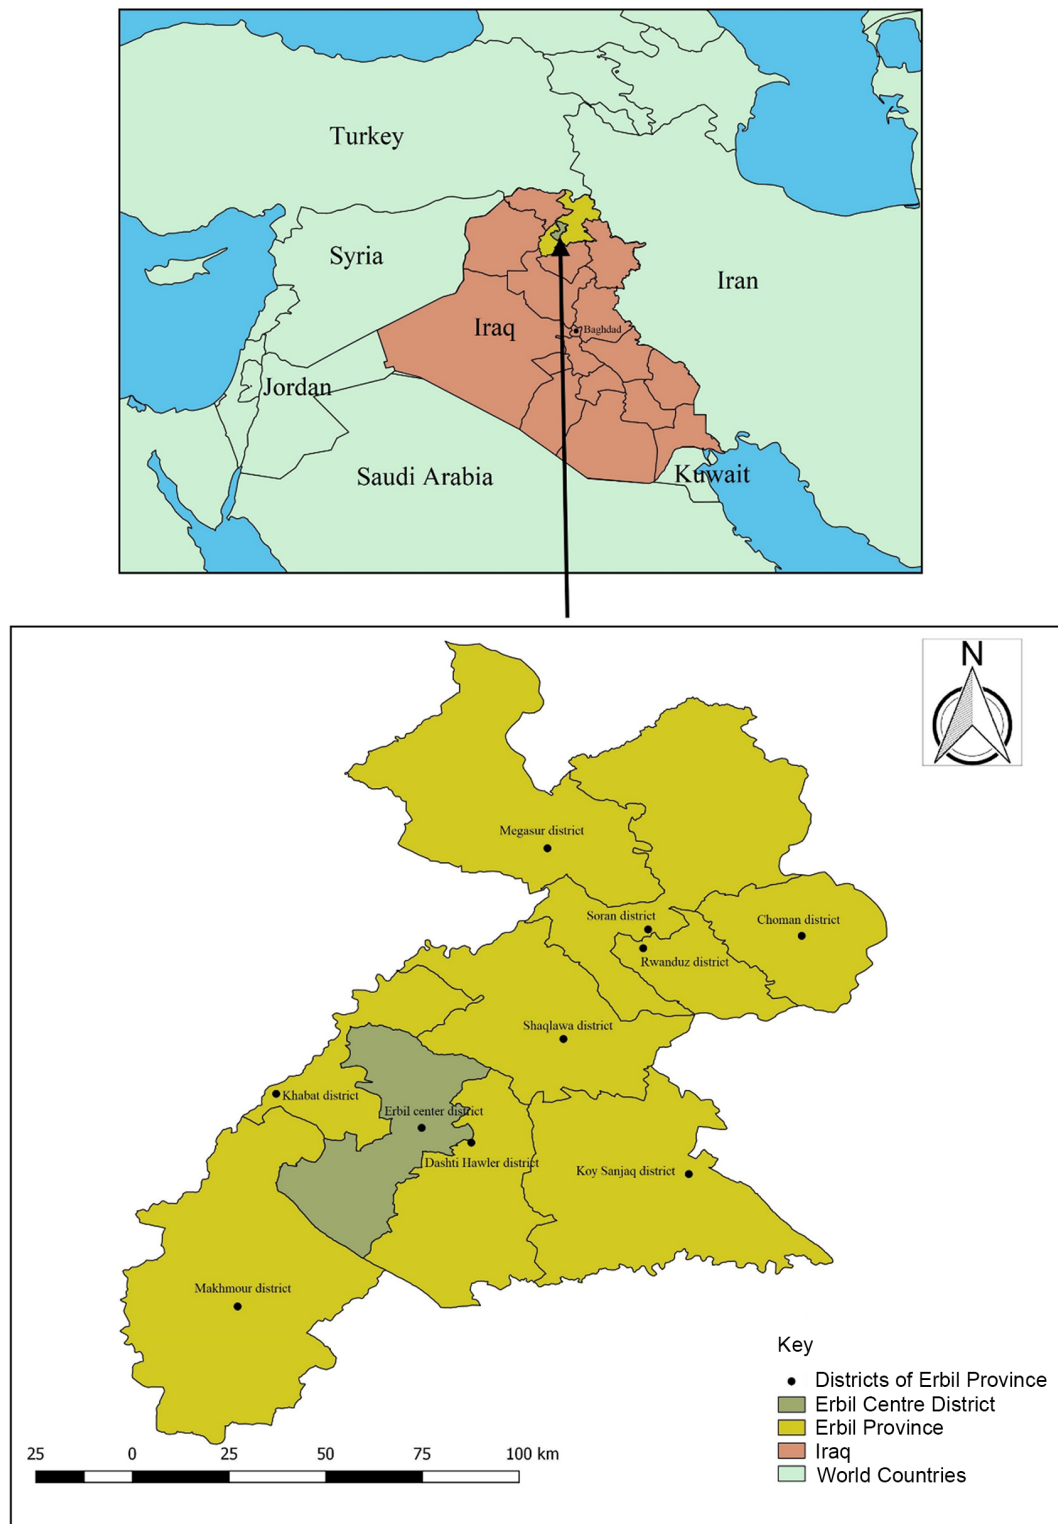 Turkey
Syria
Iran
Iraq
Baghdad
Jordan
Saudi Arabia
Kuwait
N
Megasur district
Soran district
Choman district
Rwanduz district
Shaqlawa district
Khabat district
Erbil center district
Dashti Hawler district
Koy Sanjaq district
Makhmour district
Key
Districts of Erbil Province
Erbil Centre District
Erbil Province
Iraq
World Countries
25 0 25 50 75 100 km